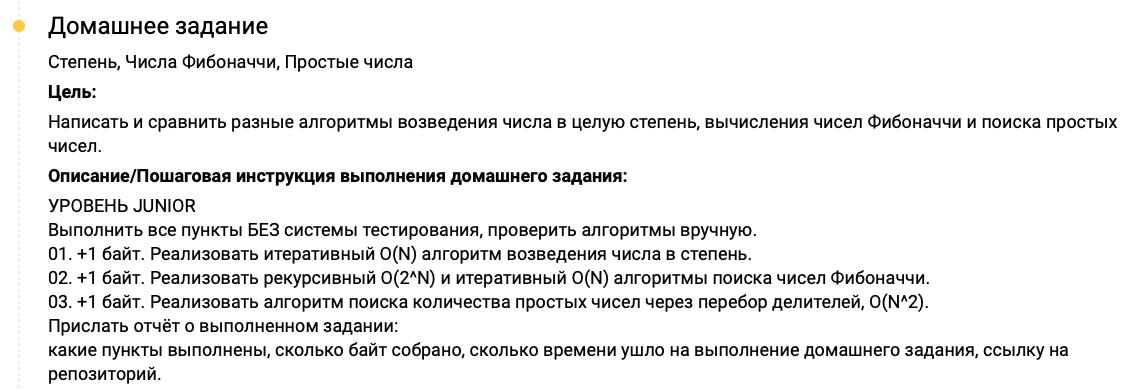 Домашнее задание
Степень, Числа Фибоначчи, Простые числа
Цель:
Написать и сравнить разные алгоритмы возведения числа в целую степень, вычисления чисел Фибоначчи и поиска простых
чисел.
Описание/Пошаговая инструкция выполнения домашнего задания:
УРОВЕНЬ JUNIOR
Выполнить все пункты БЕЗ системы тестирования, проверить алгоритмы вручную.
01. +1 байт. Реализовать итеративный O(N) алгоритм возведения числа в степень.
02. +1 байт. Реализовать рекурсивный O(2^N) и итеративный O(N) алгоритмы поиска чисел Фибоначчи.
03. +1 байт. Реализовать алгоритм поиска количества простых чисел через перебор делителей, O(N^2).
Прислать отчёт о выполненном задании:
какие пункты выполнены, сколько байт собрано, сколько времени ушло на выполнение домашнего задания, ссылку на
репозиторий.